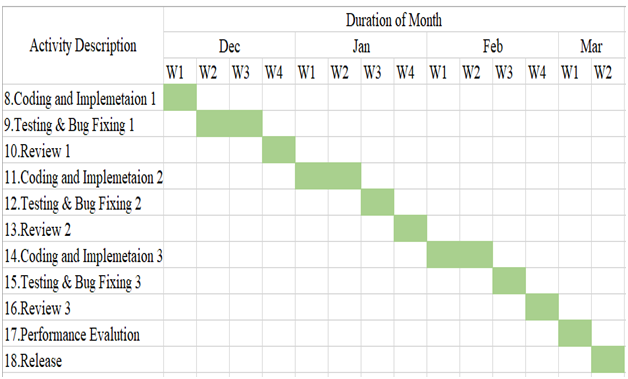 Duration of Month
Activity Description
Dec Jan Feb Mar
W1 W2 W3 W4 W1 W2 W3 W4 W1 W2 W3 W4 W1 W2
8.Coding and Implemetaion 1
9.Testing & Bug Fixing 1
10.Review 1
11.Coding and Implemetaion 2
12.Testing & Bug Fixing 2
13.Review 2
14.Coding and Implemetaion 3
15.Testing & Bug Fixing 3
16.Review 3
17.Performance Evalution
18.Release